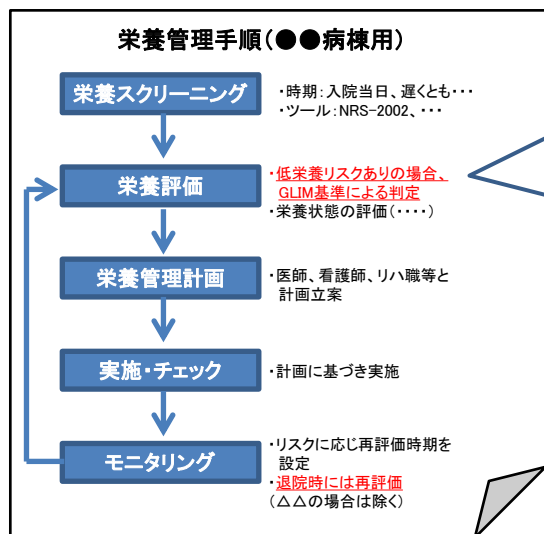 栄養管理手順（●●病棟用）
栄養スクリーニング
・時期：入院当日、遅くとも・・・
・ツール：NRS-2002、・・・
栄養評価
・低栄養リスクありの場合、
GLIM基準による判定
・栄養状態の評価（・・・・）
栄養管理計画
・医師、看護師、リハ職等と
計画立案
実施・チェック
・計画に基づき実施
モニタリング
・リスクに応じ再評価時期を
設定
・退院時には再評価
（△△の場合は除く）